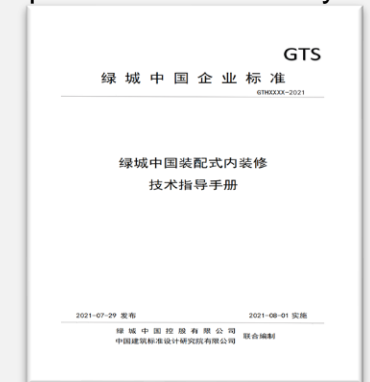 GTS
绿城中国企业标准
GTHXXXX-2021
绿城中国装配式内装修
技术指导手册
2021-07-29 发布 2021-08-01 实施
绿城中国控股有限公司
中国建筑标准设计研究院有限公司 联合编制